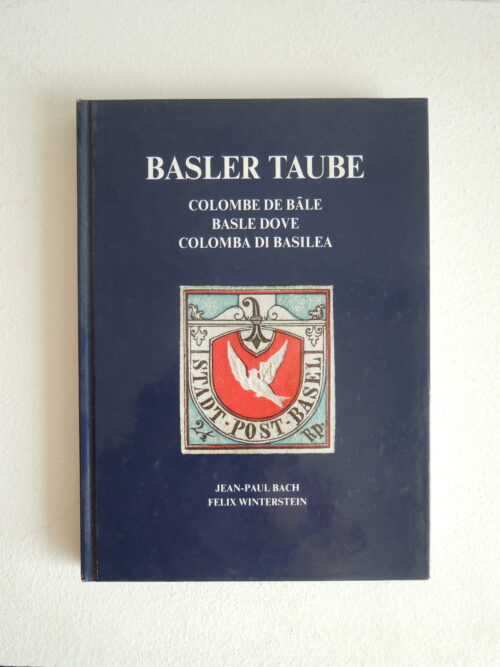 BASLER TAUBE
COLOMBE DE BÂLE
BASLE DOVE
COLOMBA DI BASILEA
STADT-POST-BASEL
2½ Rp.
JEAN-PAUL BACH
FELIX WINTERSTEIN